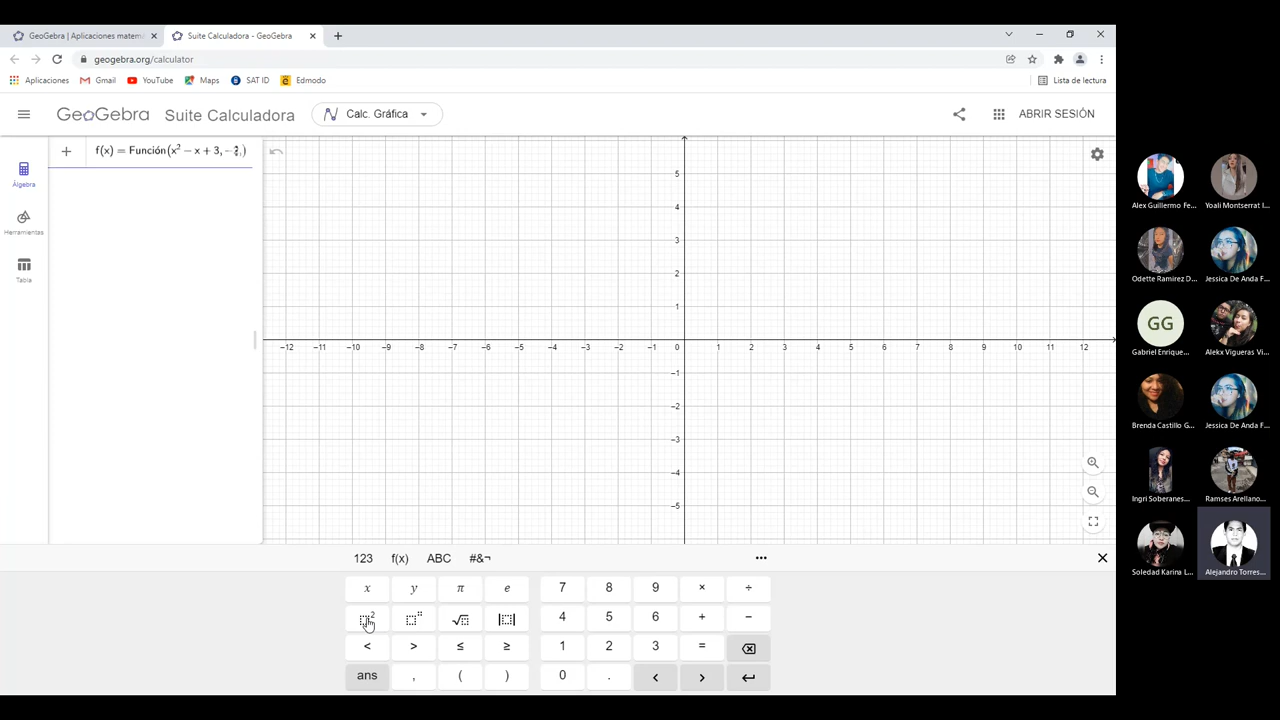 GeoGebra | Aplicaciones matem
Suite Calculadora - GeoGebra
geogebra.org/calculator
Aplicaciones
Gmail
YouTube
Maps
SAT ID
Edmodo
Lista de lectura
GeoGebra
Suite Calculadora
Calc. Gráfica
ABRIR SESIÓN
Álgebra
Herramientas
Tabla
+ f(x) = Función(x² − x + 3, −
5
4
3
2
1
−12 −11 −10 −9 −8 −7 −6 −5 −4 −3 −2 −1 0 1 2 3 4 5 6 7 8 9 10 11 12
−1
−2
−3
−4
−5
123 f(x) ABC #&¬ •••
x y π e 7 8 9 × ÷
4 5 6 + −
< > ≤ ≥ 1 2 3 =
ans , ( ) 0 . < >
Alex Guillermo Fe...
Yoali Montserrat I...
Odette Ramirez D...
Jessica De Anda F...
GG
Gabriel Enrique...
Alekx Vigueras Vi...
Brenda Castillo G...
Jessica De Anda F...
Ingri Soberanes...
Ramses Arellano...
Soledad Karina L...
Alejandro Torres...